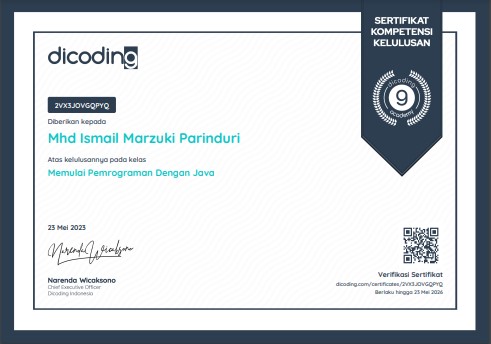 SERTIFIKAT
KOMPETENSI
KELULUSAN
dicoding
dicoding
academy
2VX3JOVGQPYQ
Diberikan kepada
Mhd Ismail Marzuki Parinduri
Atas kelulusannya pada kelas
Memulai Pemrograman Dengan Java
23 Mei 2023
Narenda Wicaksono
Narenda Wicaksono
Chief Executive Officer
Dicoding Indonesia
Verifikasi Sertifikat
dicoding.com/certificates/2VX3JOVGQPYQ
Berlaku hingga 23 Mei 2026